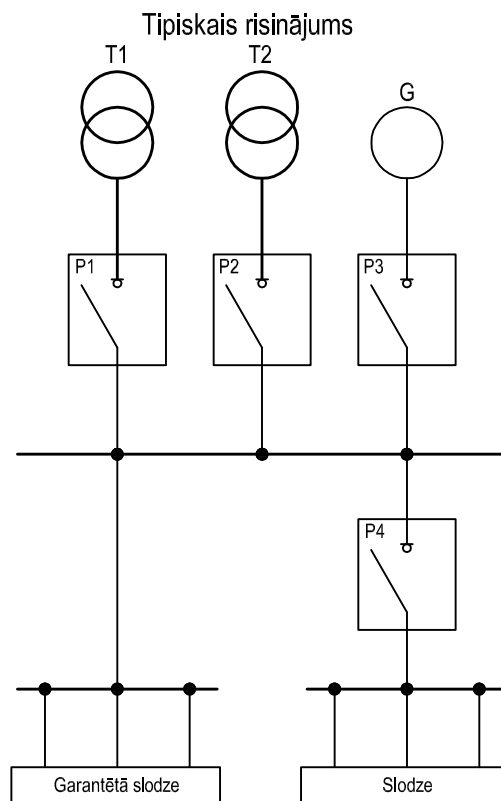 Tipiskais risinājums
T1
T2
G
P1
P2
P3
P4
Garantētā slodze
Slodze